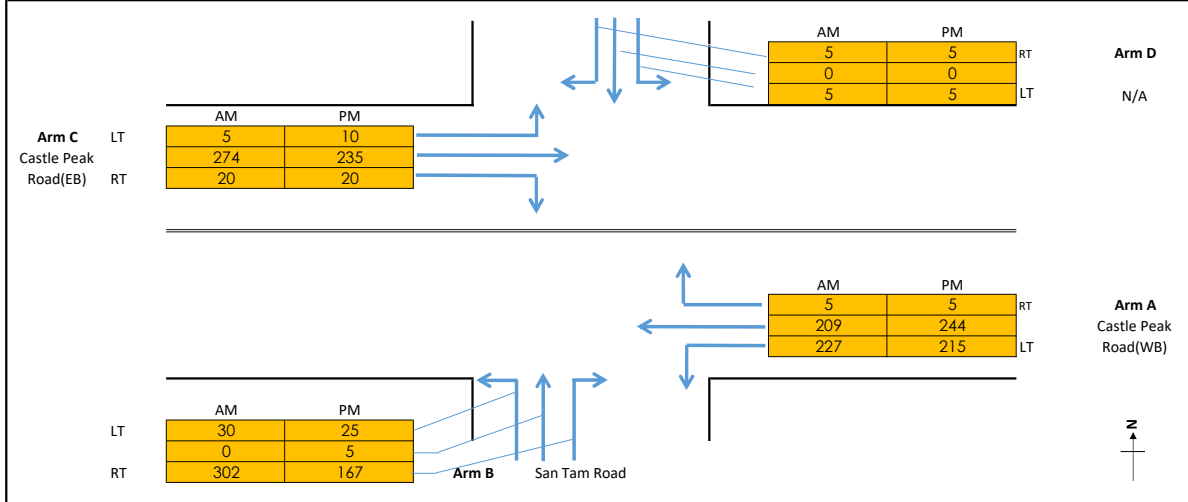 AM PM
5 5 RT Arm D
0 0
5 5 LT N/A
AM PM
Arm C LT 5 10
Castle Peak 274 235
Road(EB) RT 20 20
AM PM
5 5 RT Arm A
209 244 Castle Peak
227 215 LT Road(WB)
AM PM
LT 30 25
0 5
RT 302 167 Arm B San Tam Road
N